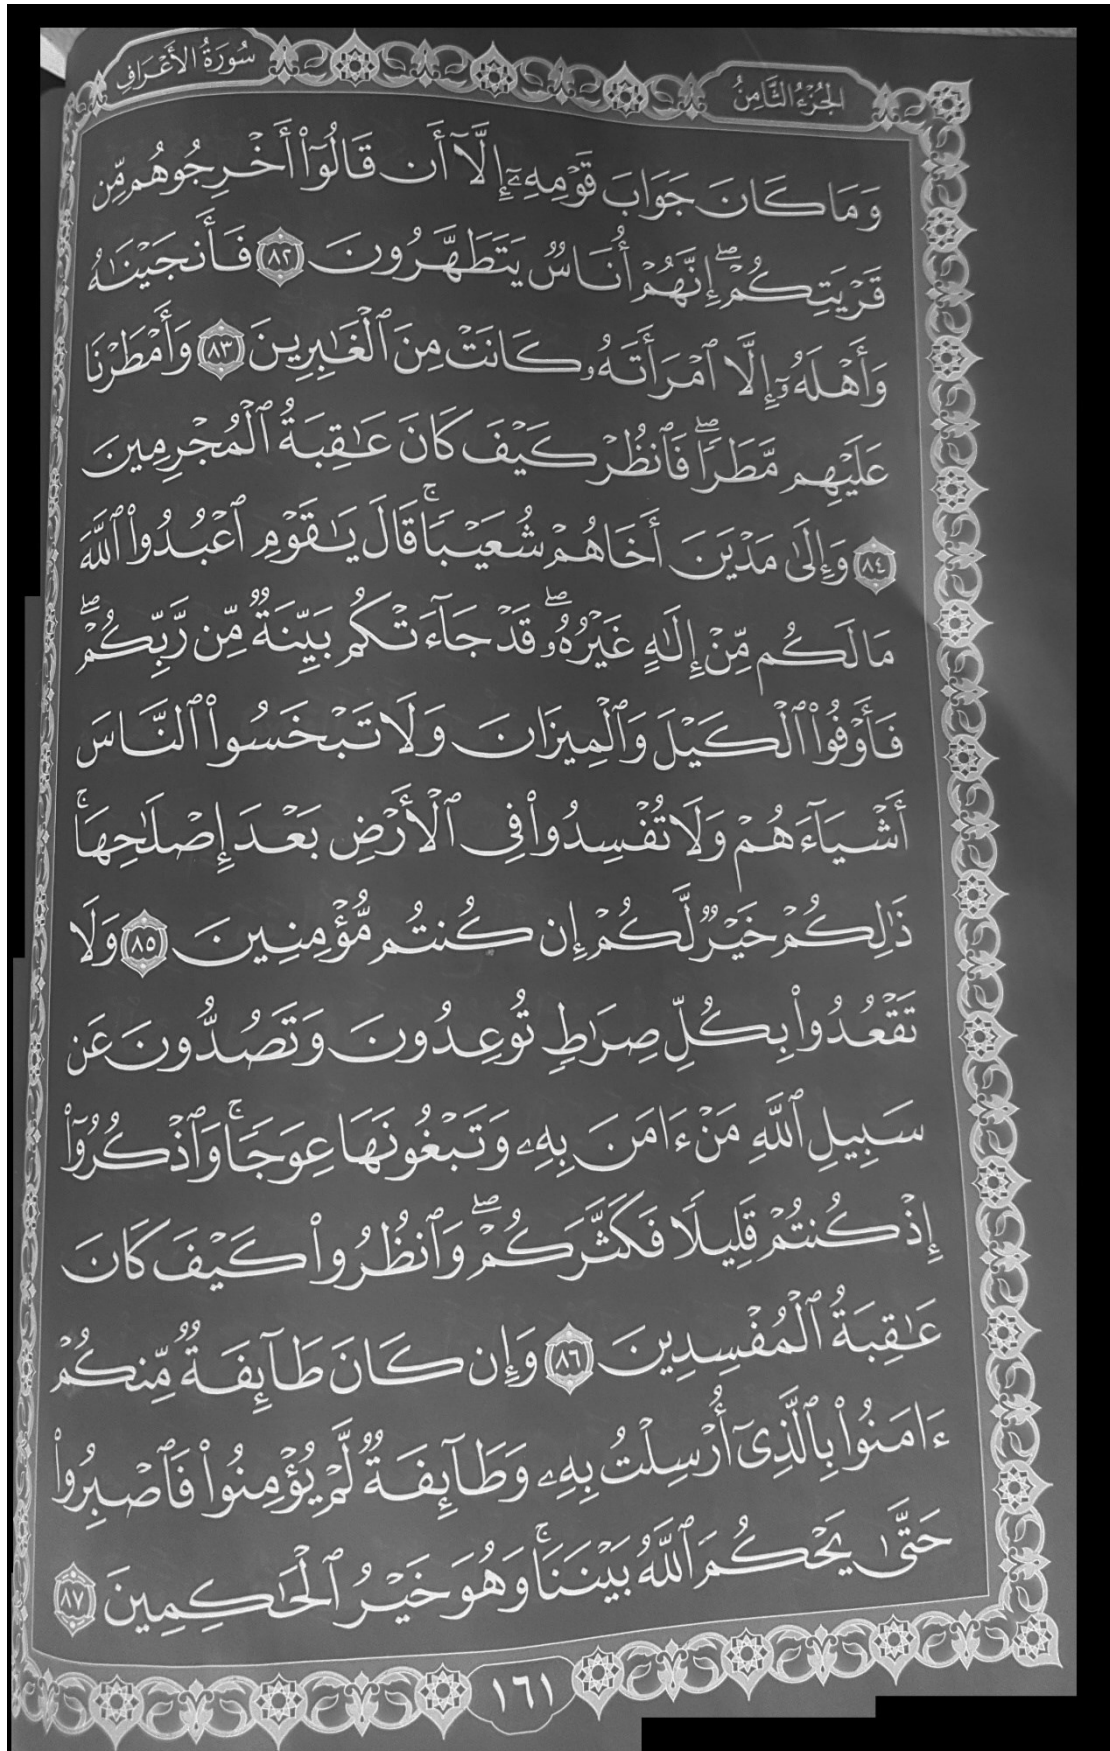 الجُزْءُ الثَّامِنُ
سُورَةُ الأَعْرَافِ
وَمَا كَانَ جَوَابَ قَوْمِهِۦٓ إِلَّآ أَن قَالُوٓا۟ أَخْرِجُوهُم مِّن
قَرْيَتِكُمْ ۖ إِنَّهُمْ أُنَاسٌ يَتَطَهَّرُونَ ٨٢ فَأَنجَيْنَـٰهُ
وَأَهْلَهُۥٓ إِلَّا ٱمْرَأَتَهُۥ كَانَتْ مِنَ ٱلْغَـٰبِرِينَ ٨٣ وَأَمْطَرْنَا
عَلَيْهِم مَّطَرًا ۖ فَٱنظُرْ كَيْفَ كَانَ عَـٰقِبَةُ ٱلْمُجْرِمِينَ
٨٤ وَإِلَىٰ مَدْيَنَ أَخَاهُمْ شُعَيْبًا ۚ قَالَ يَـٰقَوْمِ ٱعْبُدُوا۟ ٱللَّهَ
مَا لَكُم مِّنْ إِلَـٰهٍ غَيْرُهُۥ ۖ قَدْ جَآءَتْكُم بَيِّنَةٌ مِّن رَّبِّكُمْ ۖ
فَأَوْفُوا۟ ٱلْكَيْلَ وَٱلْمِيزَانَ وَلَا تَبْخَسُوا۟ ٱلنَّاسَ
أَشْيَآءَهُمْ وَلَا تُفْسِدُوا۟ فِى ٱلْأَرْضِ بَعْدَ إِصْلَـٰحِهَا ۚ
ذَٰلِكُمْ خَيْرٌ لَّكُمْ إِن كُنتُم مُّؤْمِنِينَ ٨٥ وَلَا
تَقْعُدُوا۟ بِكُلِّ صِرَٰطٍ تُوعِدُونَ وَتَصُدُّونَ عَن
سَبِيلِ ٱللَّهِ مَنْ ءَامَنَ بِهِۦ وَتَبْغُونَهَا عِوَجًا ۚ وَٱذْكُرُوٓا۟
إِذْ كُنتُمْ قَلِيلًا فَكَثَّرَكُمْ ۖ وَٱنظُرُوا۟ كَيْفَ كَانَ
عَـٰقِبَةُ ٱلْمُفْسِدِينَ ٨٦ وَإِن كَانَ طَآئِفَةٌ مِّنكُمْ
ءَامَنُوا۟ بِٱلَّذِىٓ أُرْسِلْتُ بِهِۦ وَطَآئِفَةٌ لَّمْ يُؤْمِنُوا۟ فَٱصْبِرُوا۟
حَتَّىٰ يَحْكُمَ ٱللَّهُ بَيْنَنَا ۚ وَهُوَ خَيْرُ ٱلْحَـٰكِمِينَ ٨٧
١٦١